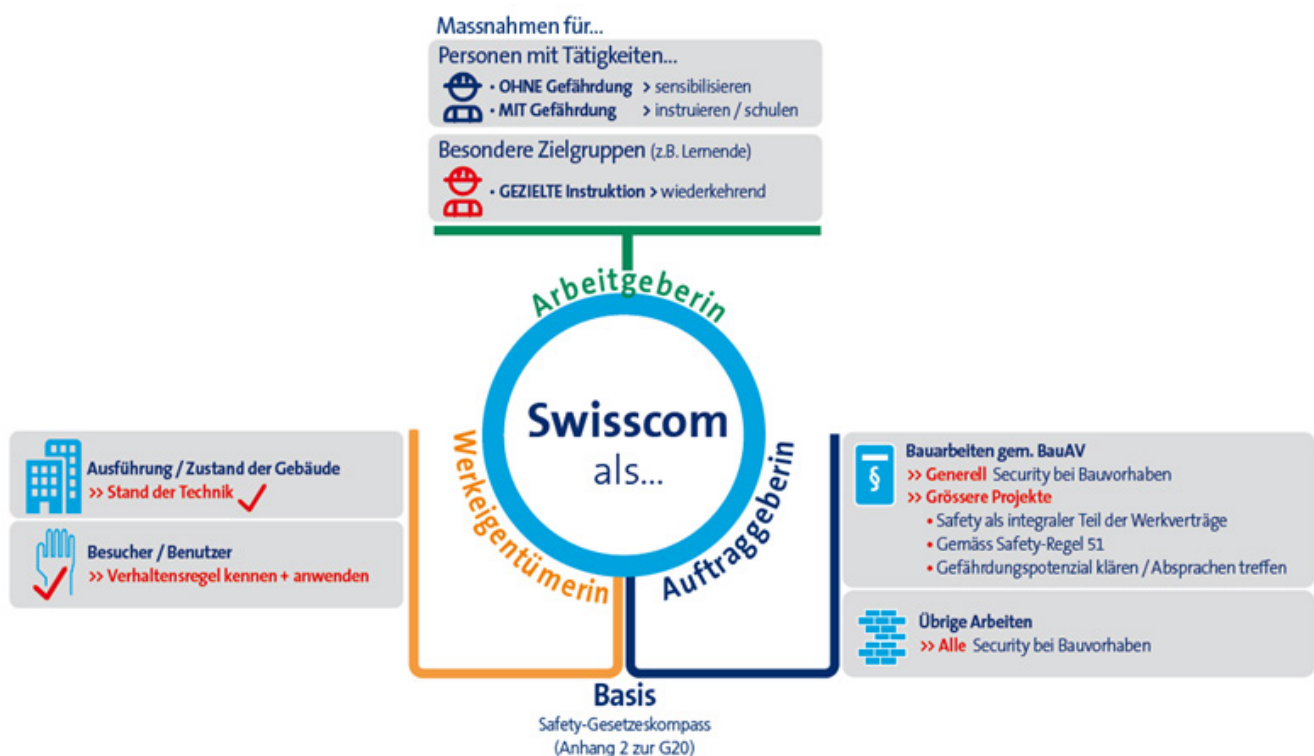 Massnahmen für...
Personen mit Tätigkeiten...
• OHNE Gefährdung > sensibilisieren
• MIT Gefährdung > instruieren / schulen
Besondere Zielgruppen (z.B. Lernende)
• GEZIELTE Instruktion > wiederkehrend
Arbeitgeberin
Swisscom
als...
Werkeigentümerin
Auftraggeberin
Ausführung / Zustand der Gebäude
>> Stand der Technik
Besucher / Benutzer
>> Verhaltensregel kennen + anwenden
§
Bauarbeiten gem. BauAV
>> Generell Security bei Bauvorhaben
>> Grössere Projekte
• Safety als integraler Teil der Werkverträge
• Gemäss Safety-Regel 51
• Gefährdungspotenzial klären / Absprachen treffen
Übrige Arbeiten
>> Alle Security bei Bauvorhaben
Basis
Safety-Gesetzeskompass
(Anhang 2 zur G20)